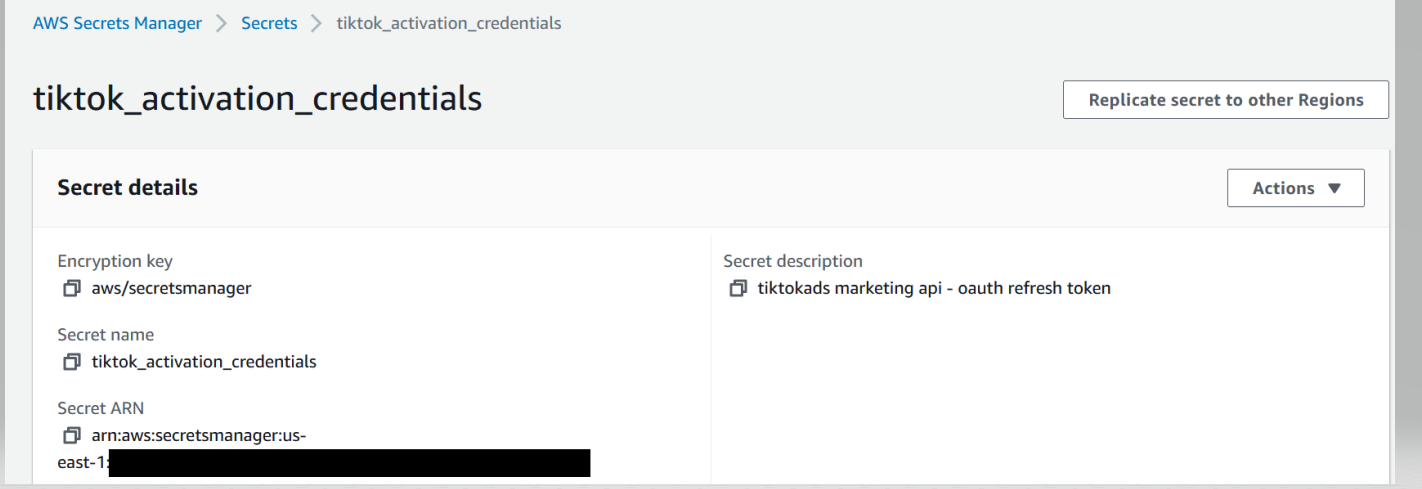 AWS Secrets Manager > Secrets > tiktok_activation_credentials
tiktok_activation_credentials
Replicate secret to other Regions
Secret details
Actions ▼
Encryption key
aws/secretsmanager
Secret name
tiktok_activation_credentials
Secret ARN
arn:aws:secretsmanager:us-
east-1:
Secret description
tiktokads marketing api - oauth refresh token